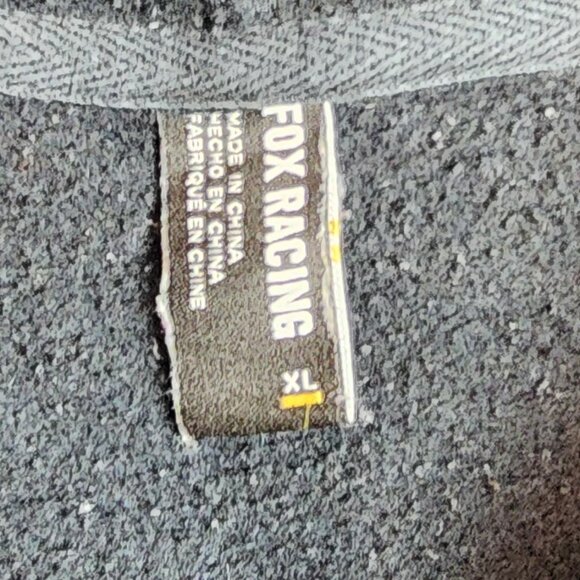 FOX RACING
MADE IN CHINA
HECHO EN CHINA
FABRIQUÉ EN CHINE
XL